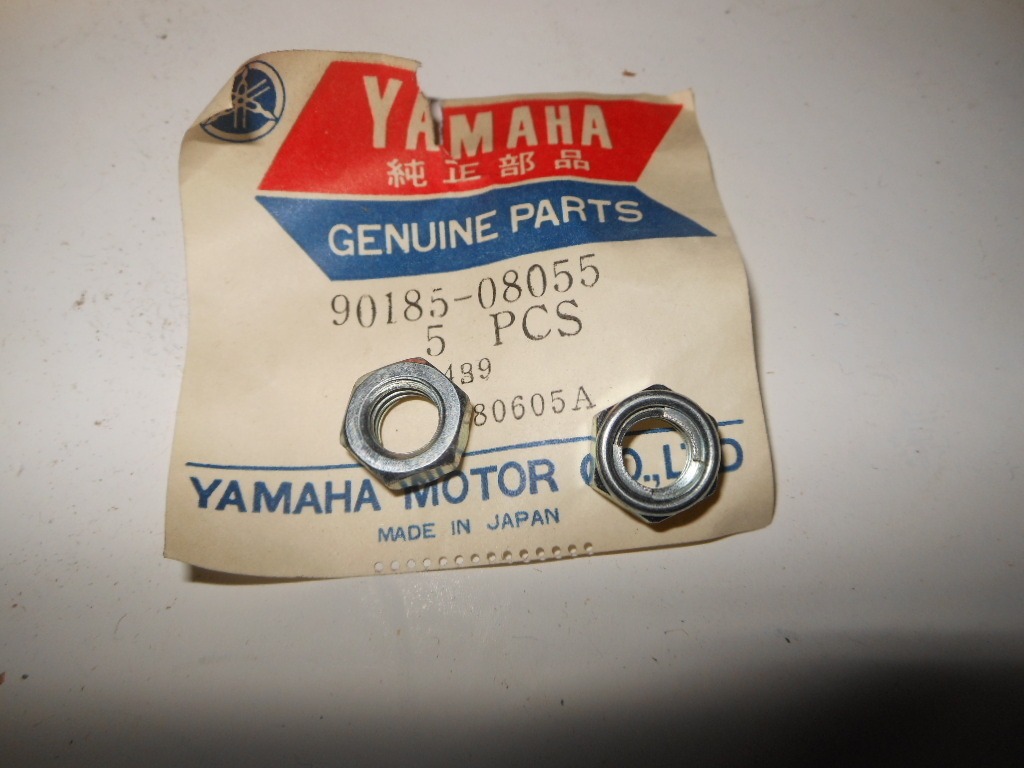 YAMAHA
純正部品
GENUINE PARTS
90185-08055
5 PCS
439
80605A
YAMAHA MOTOR CO.,LTD
MADE IN JAPAN